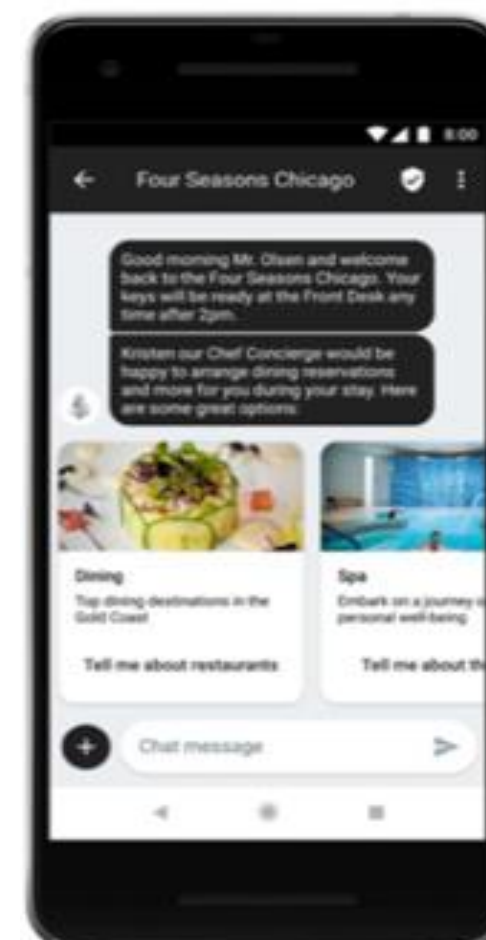 8:00
Four Seasons Chicago
Good morning Mr. Olsen and welcome
back to the Four Seasons Chicago. Your
keys will be ready at the Front Desk any
time after 2pm.
Kristen our Chef Concierge would be
happy to arrange dining reservations
and more for you during your stay. Here
are some great options:
Dining
Top dining destinations in the
Gold Coast
Tell me about restaurants
Spa
Embark on a journey o
personal well-being
Tell me about th
Chat message